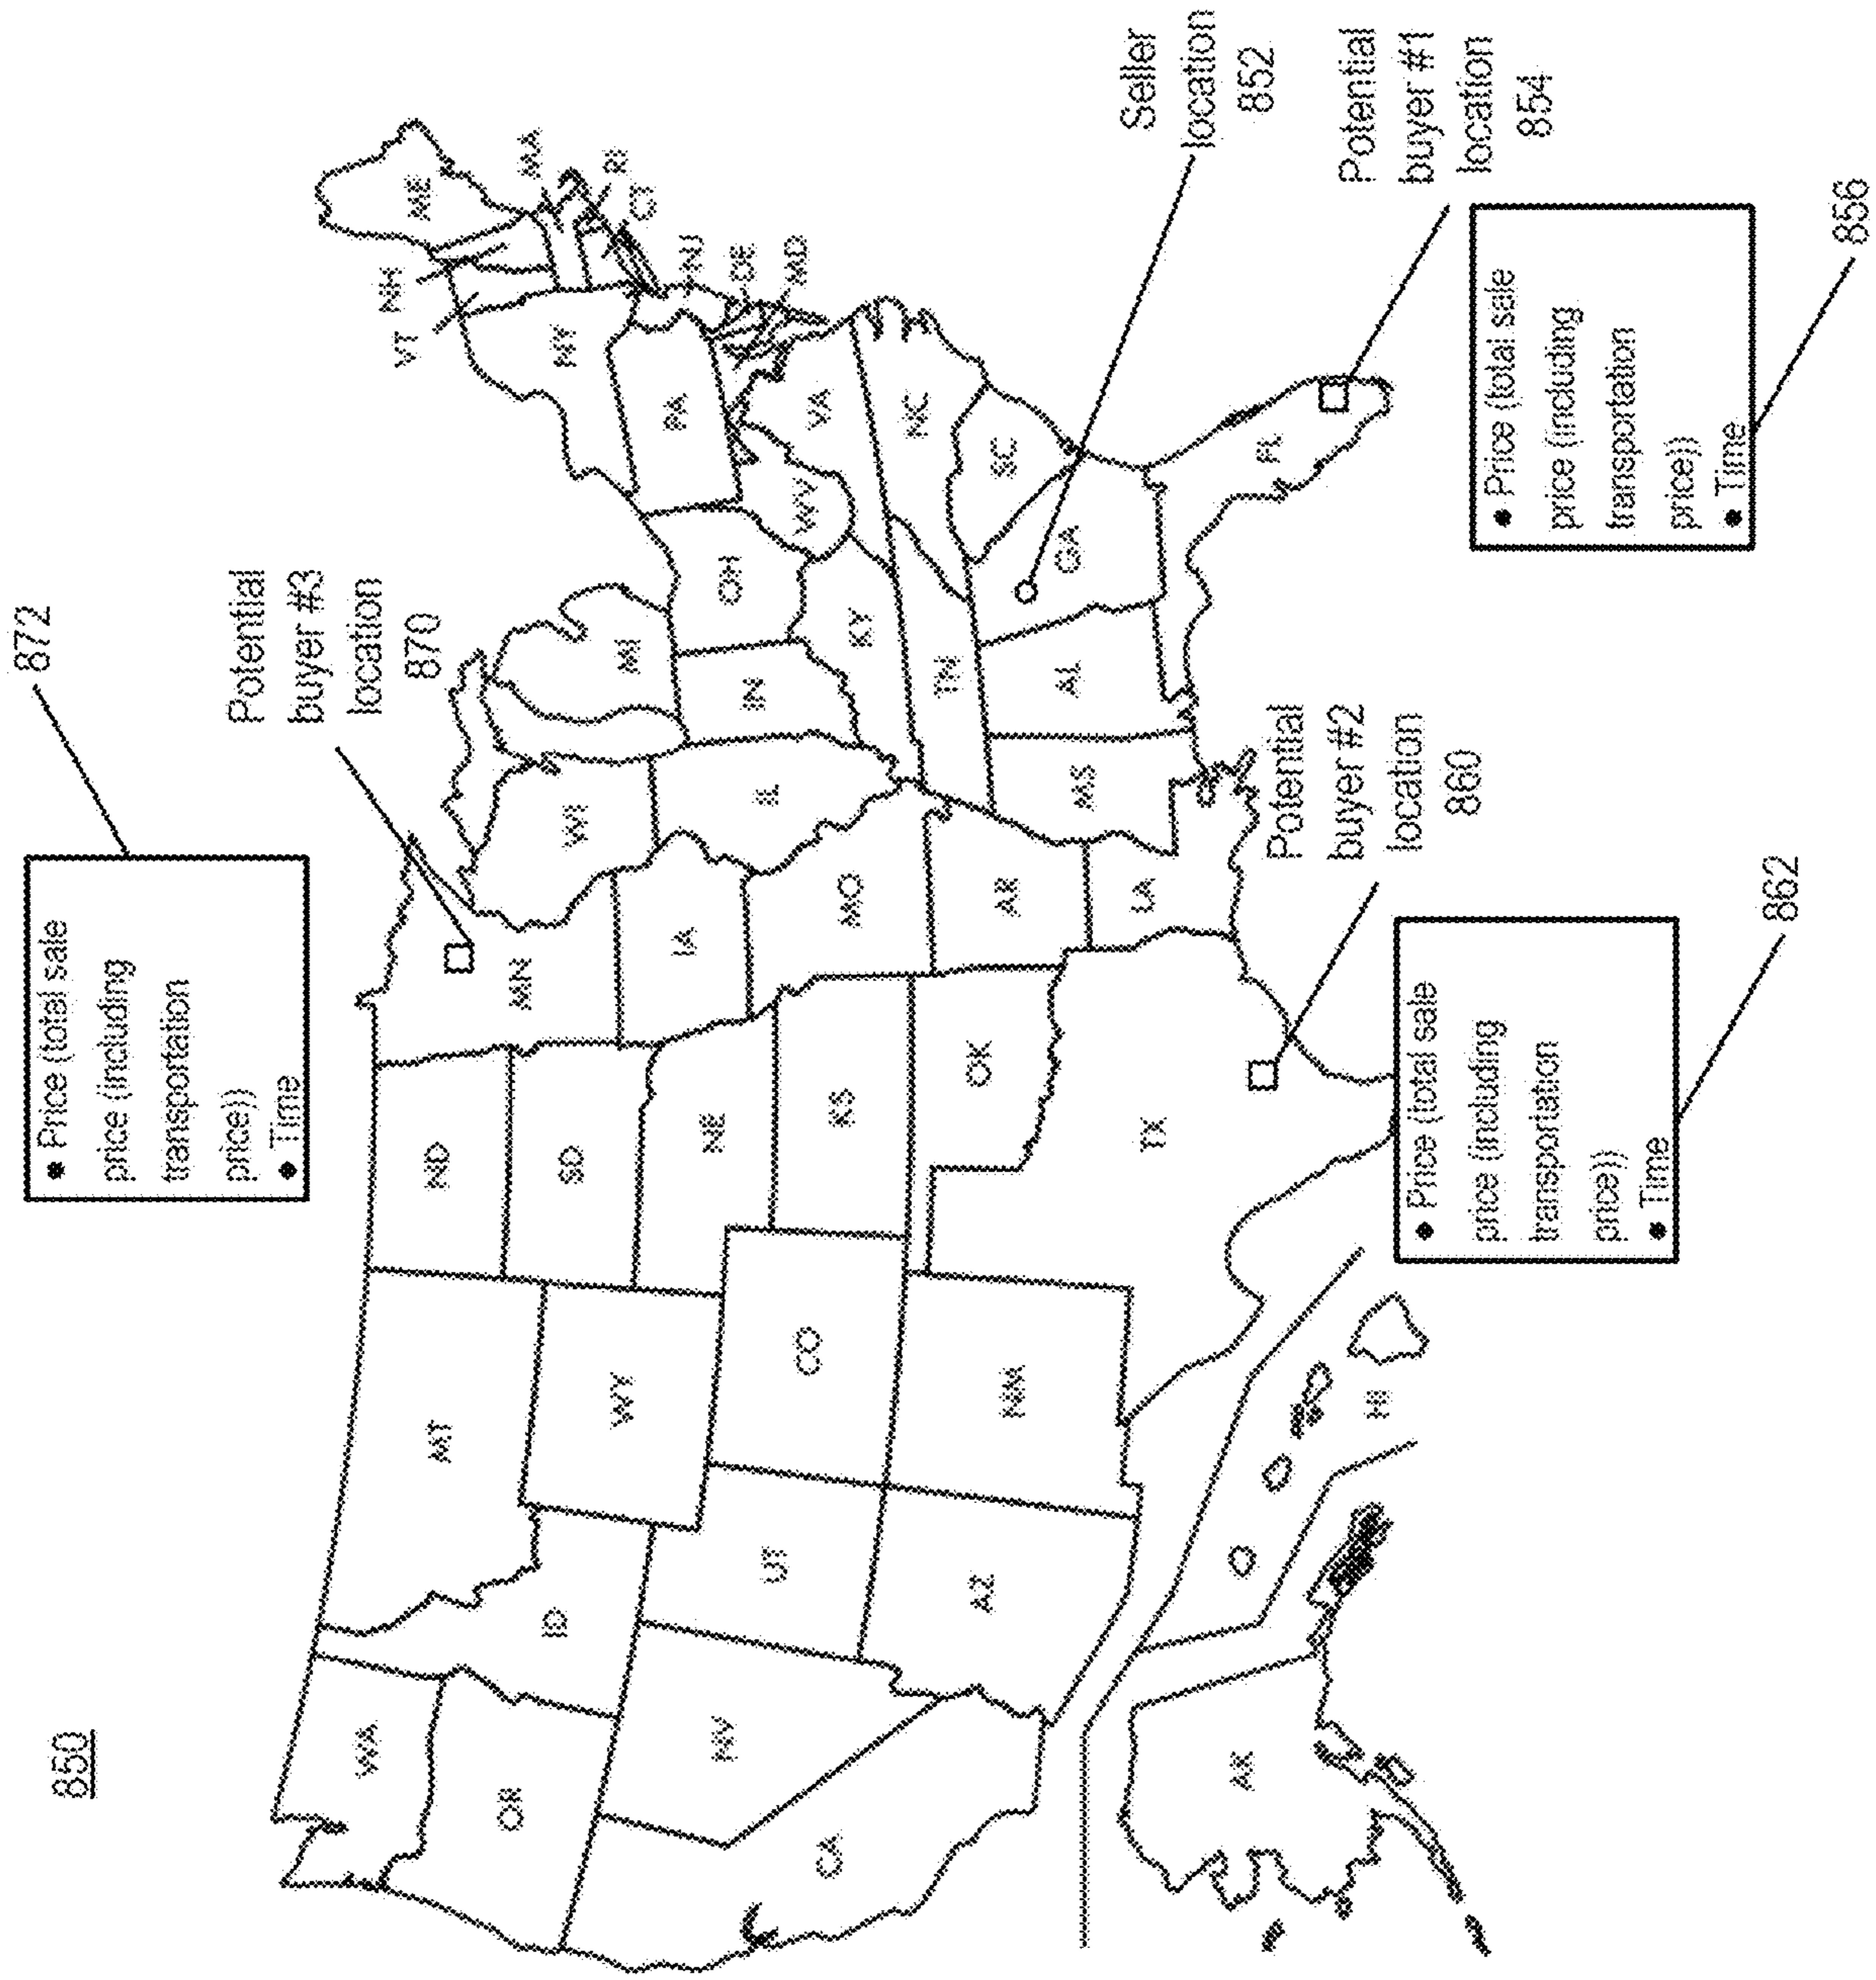 850
872
• Price (total sale
price (including
transportation
price))
• Time
Potential
buyer #3
location
870
WA
OR
CA
NV
ID
MT
WY
UT
AZ
CO
NM
ND
SD
NE
KS
OK
TX
MN
IA
MO
AR
LA
WI
IL
MS
MI
IN
KY
TN
AL
OH
WV
GA
FL
SC
NC
VA
PA
NY
VT
NH
ME
MA
RI
CT
NJ
DE
MD
AK
HI
Seller
location
852
Potential
buyer #1
location
854
• Price (total sale
price (including
transportation
price))
• Time
856
Potential
buyer #2
location
860
• Price (total sale
price (including
transportation
price))
• Time
862